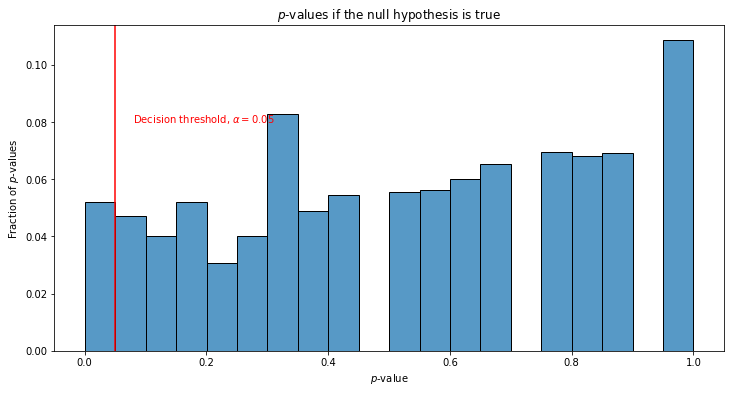 p-values if the null hypothesis is true
Fraction of p-values
0.10
0.08
0.06
0.04
0.02
0.00
Decision threshold, α = 0.05
0.0 0.2 0.4 0.6 0.8 1.0
p-value